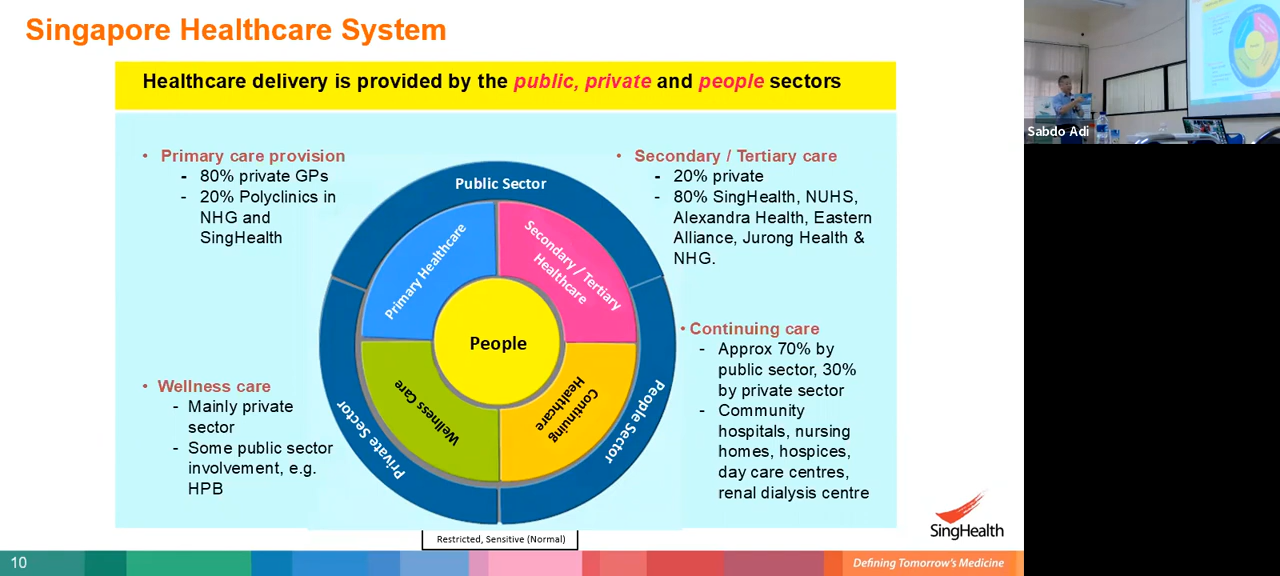 Singapore Healthcare System
Healthcare delivery is provided by the public, private and people sectors
• Primary care provision
- 80% private GPs
- 20% Polyclinics in
NHG and
SingHealth
• Secondary / Tertiary care
- 20% private
- 80% SingHealth, NUHS,
Alexandra Health, Eastern
Alliance, Jurong Health &
NHG.
Public Sector
Primary Healthcare
Secondary / Tertiary
Healthcare
People
Wellness Care
Continuing
Healthcare
Private Sector
People Sector
• Wellness care
- Mainly private
sector
- Some public sector
involvement, e.g.
HPB
• Continuing care
- Approx 70% by
public sector, 30%
by private sector
- Community
hospitals, nursing
homes, hospices,
day care centres,
renal dialysis centre
SingHealth
Restricted, Sensitive (Normal)
10
Defining Tomorrow's Medicine
Sabdo Adi